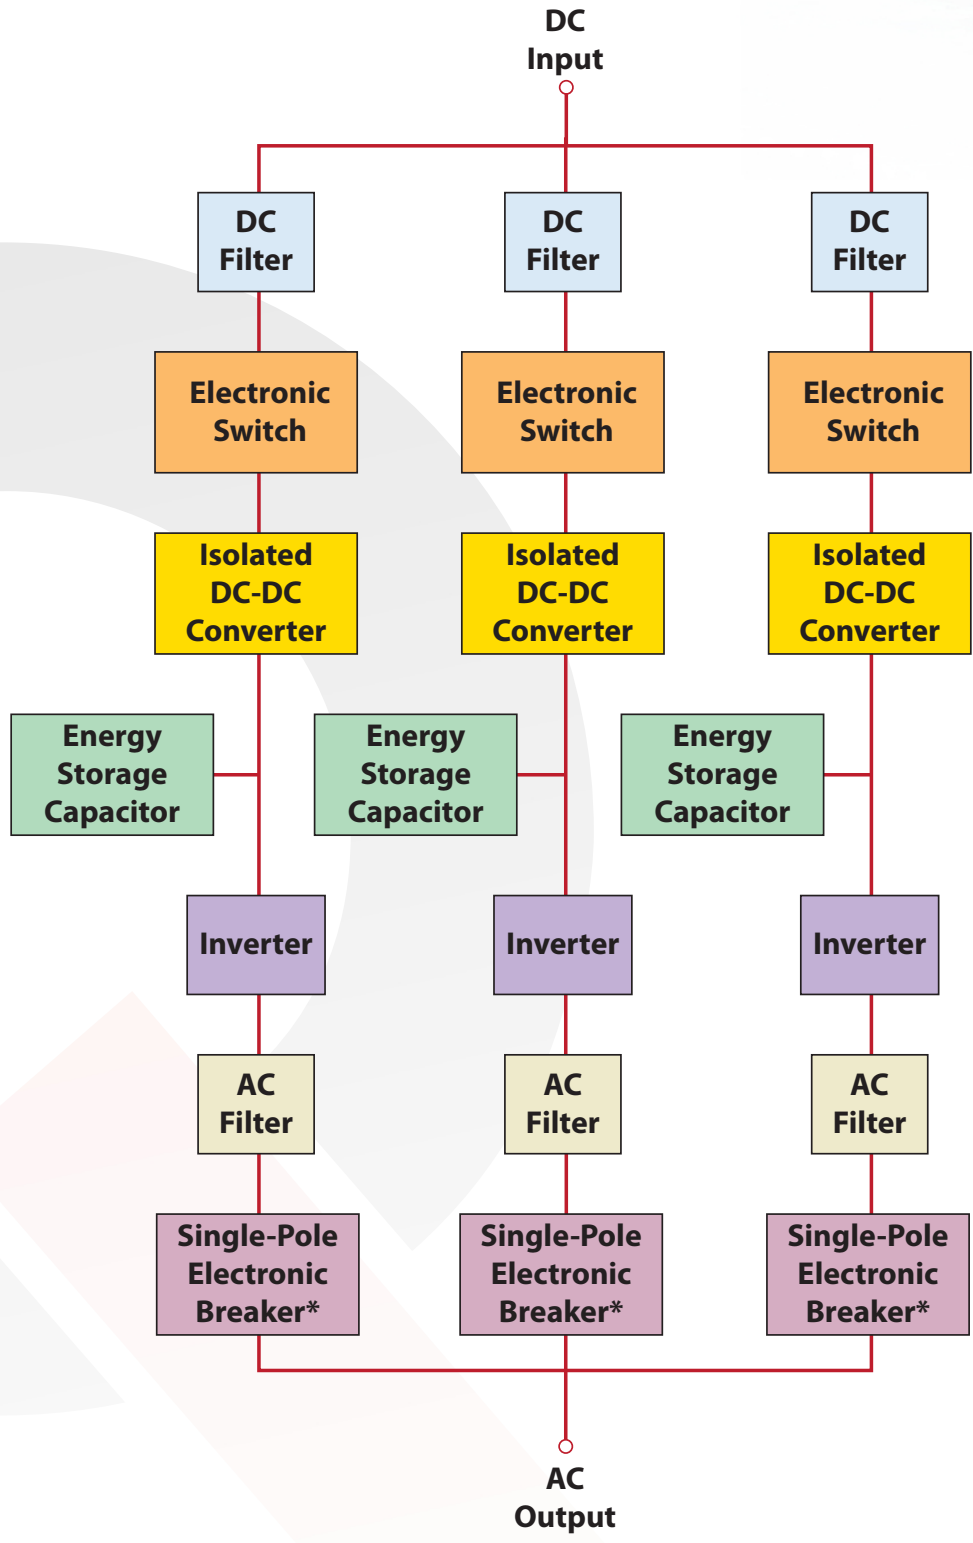 DC
Input
DC
Filter
DC
Filter
DC
Filter
Electronic
Switch
Electronic
Switch
Electronic
Switch
Isolated
DC-DC
Converter
Isolated
DC-DC
Converter
Isolated
DC-DC
Converter
Energy
Storage
Capacitor
Energy
Storage
Capacitor
Energy
Storage
Capacitor
Inverter
Inverter
Inverter
AC
Filter
AC
Filter
AC
Filter
Single-Pole
Electronic
Breaker*
Single-Pole
Electronic
Breaker*
Single-Pole
Electronic
Breaker*
AC
Output